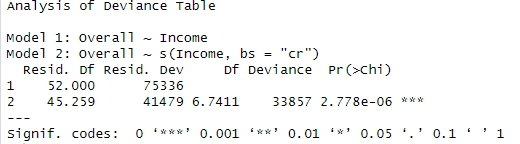 Analysis of Deviance Table
Model 1: Overall ~ Income
Model 2: Overall ~ s(Income, bs = "cr")
Resid. Df Resid. Dev Df Deviance Pr(>Chi)
1 52.000 75336
2 45.259 41479 6.7411 33857 2.778e-06 ***
---
Signif. codes: 0 ‘***’ 0.001 ‘**’ 0.01 ‘*’ 0.05 ‘.’ 0.1 ‘ ’ 1